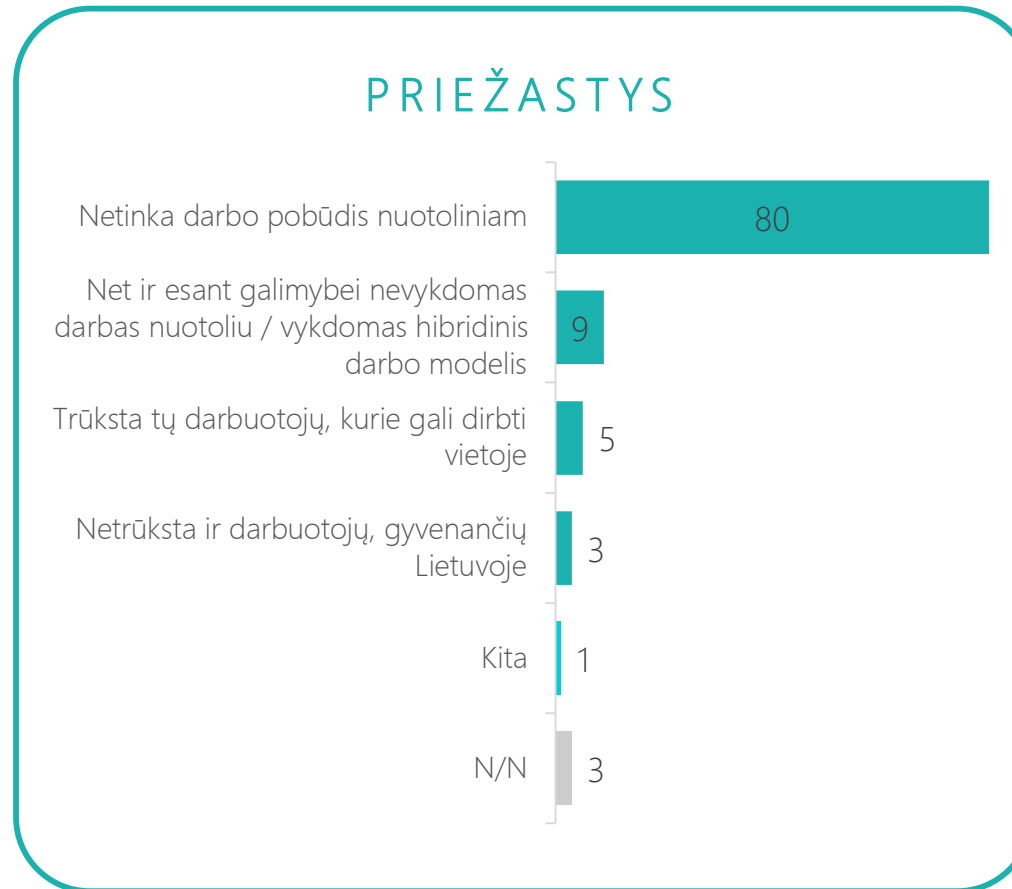 PRIEŽASTYS
Netinka darbo pobūdis nuotoliniam
80
Net ir esant galimybei nevykdomas
darbas nuotoliu / vykdomas hibridinis
darbo modelis
9
Trūksta tų darbuotojų, kurie gali dirbti
vietoje
5
Netrūksta ir darbuotojų, gyvenančių
Lietuvoje
3
Kita
1
N/N
3